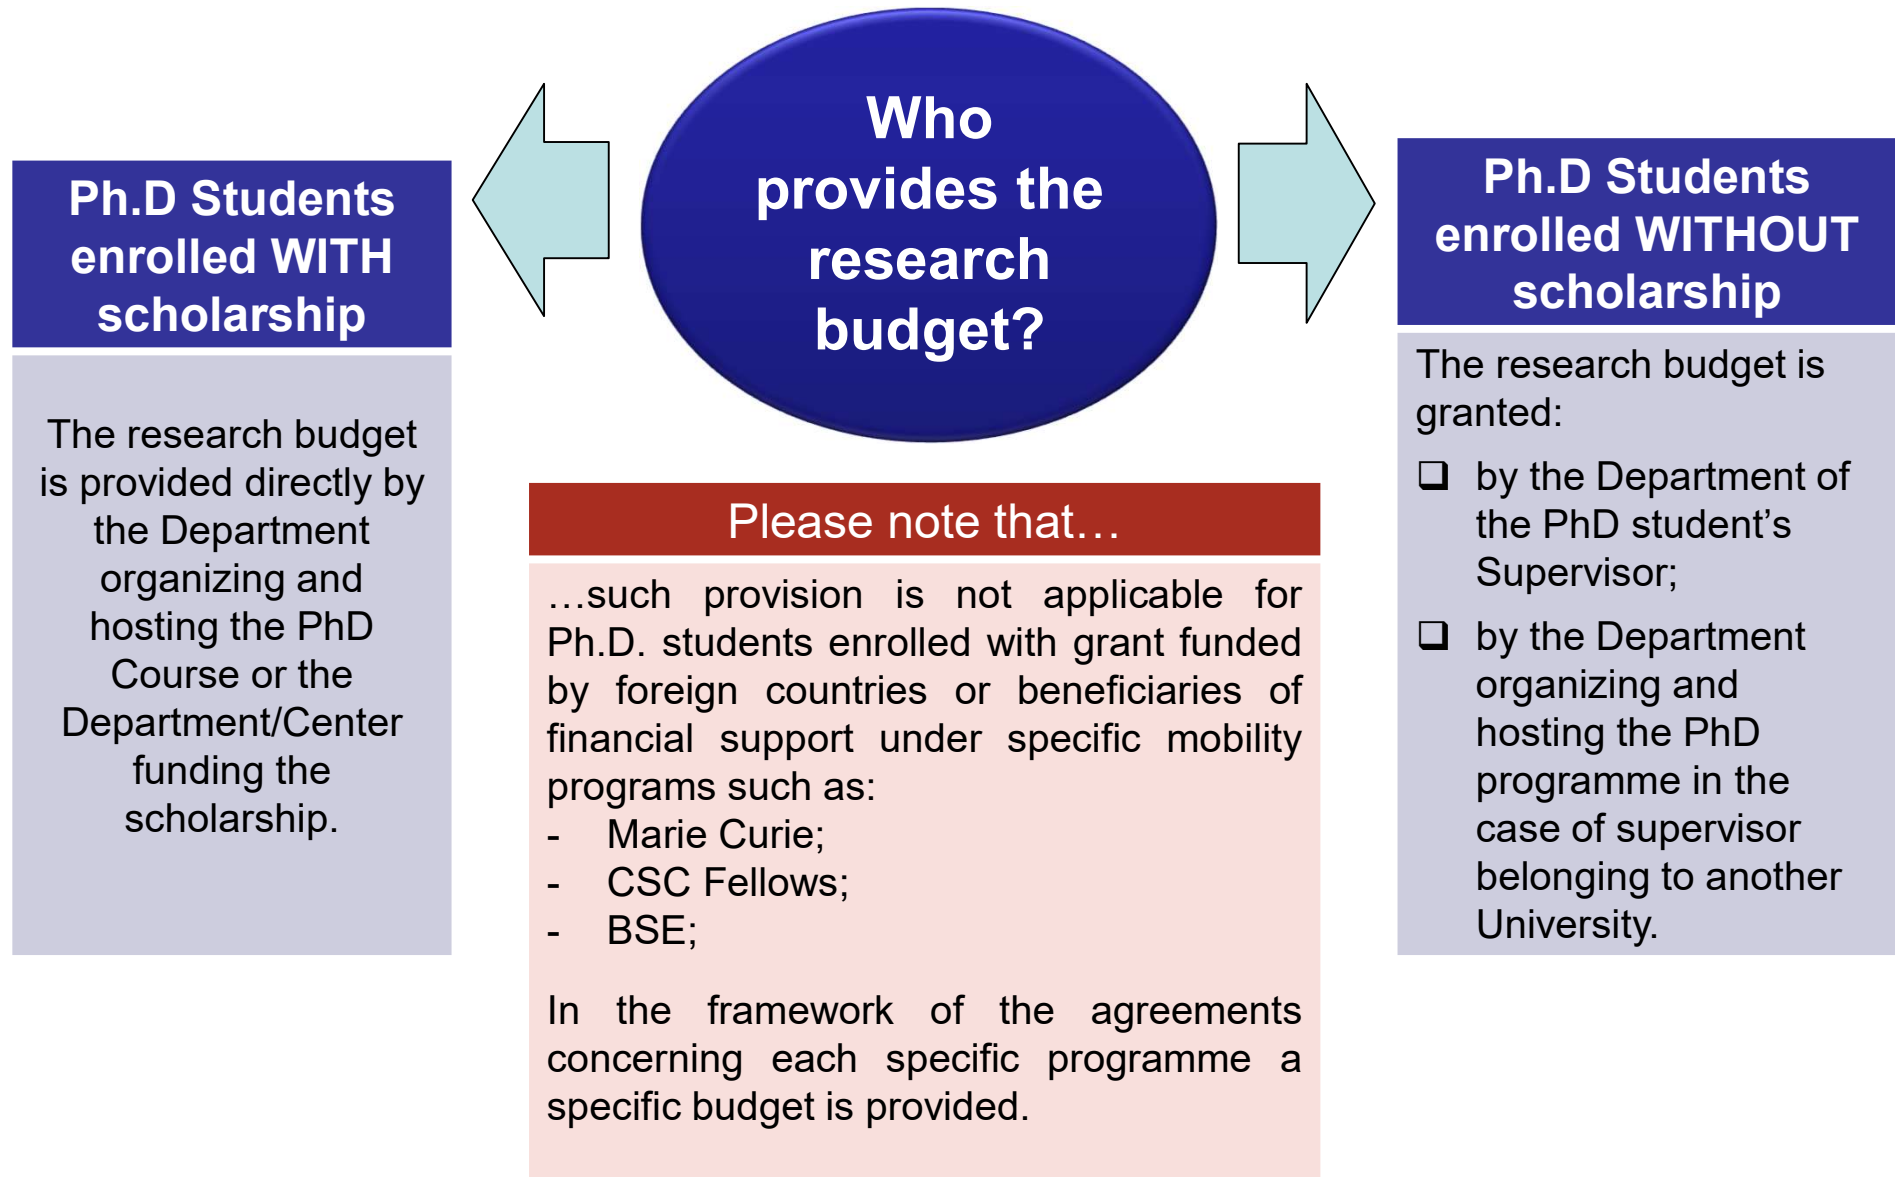 Who
provides the
research
budget?
Ph.D Students
enrolled WITH
scholarship
The research budget
is provided directly by
the Department
organizing and
hosting the PhD
Course or the
Department/Center
funding the
scholarship.
Please note that…
…such provision is not applicable for
Ph.D. students enrolled with grant funded
by foreign countries or beneficiaries of
financial support under specific mobility
programs such as:
- Marie Curie;
- CSC Fellows;
- BSE;
In the framework of the agreements
concerning each specific programme a
specific budget is provided.
Ph.D Students
enrolled WITHOUT
scholarship
The research budget is
granted:
❑ by the Department of
the PhD student’s
Supervisor;
❑ by the Department
organizing and
hosting the PhD
programme in the
case of supervisor
belonging to another
University.